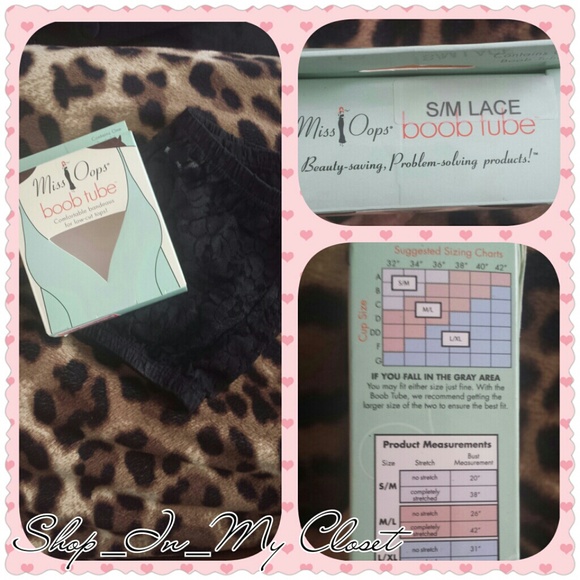 Miss Oops®
boob tube™
Comfortable bandeaus
for low-cut tops!
Miss Oops®
S/M LACE
boob tube™
Beauty-saving, Problem-solving products!™
Suggested Sizing Charts
32" 34" 36" 38" 40" 42"
Cup Size
A
B
C
D
DD
F
G
S/M
M/L
L/XL
IF YOU FALL IN THE GRAY AREA
You may fit either size just fine. With the
Boob Tube, we recommend getting the
larger size of the two to ensure the best fit.
Product Measurements
Size Stretch Bust Measurement
S/M
no stretch 20"
completely stretched 38"
M/L
no stretch 26"
completely stretched 42"
L/XL
no stretch 31"
Shop_In_My Closet